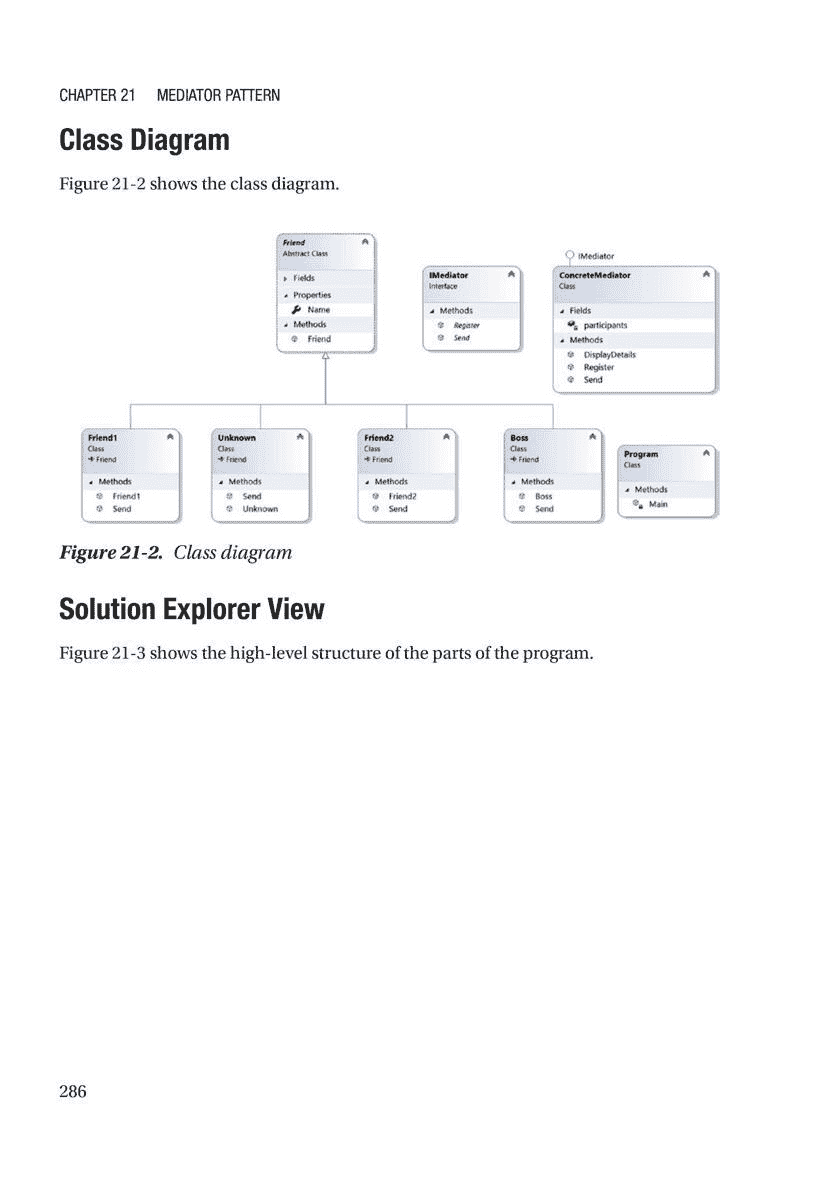 CHAPTER 21 MEDIATOR PATTERN
Class Diagram
Figure 21-2 shows the class diagram.
Friend
Abstract Class
Fields
Properties
Name
Methods
Friend
IMediator
Interface
Methods
Register
Send
IMediator
ConcreteMediator
Class
Fields
participants
Methods
DisplayDetails
Register
Send
Friend1
Class
Friend
Methods
Friend1
Send
Unknown
Class
Friend
Methods
Send
Unknown
Friend2
Class
Friend
Methods
Friend2
Send
Boss
Class
Friend
Methods
Boss
Send
Program
Class
Methods
Main
Figure 21-2. Class diagram
Solution Explorer View
Figure 21-3 shows the high-level structure of the parts of the program.
286